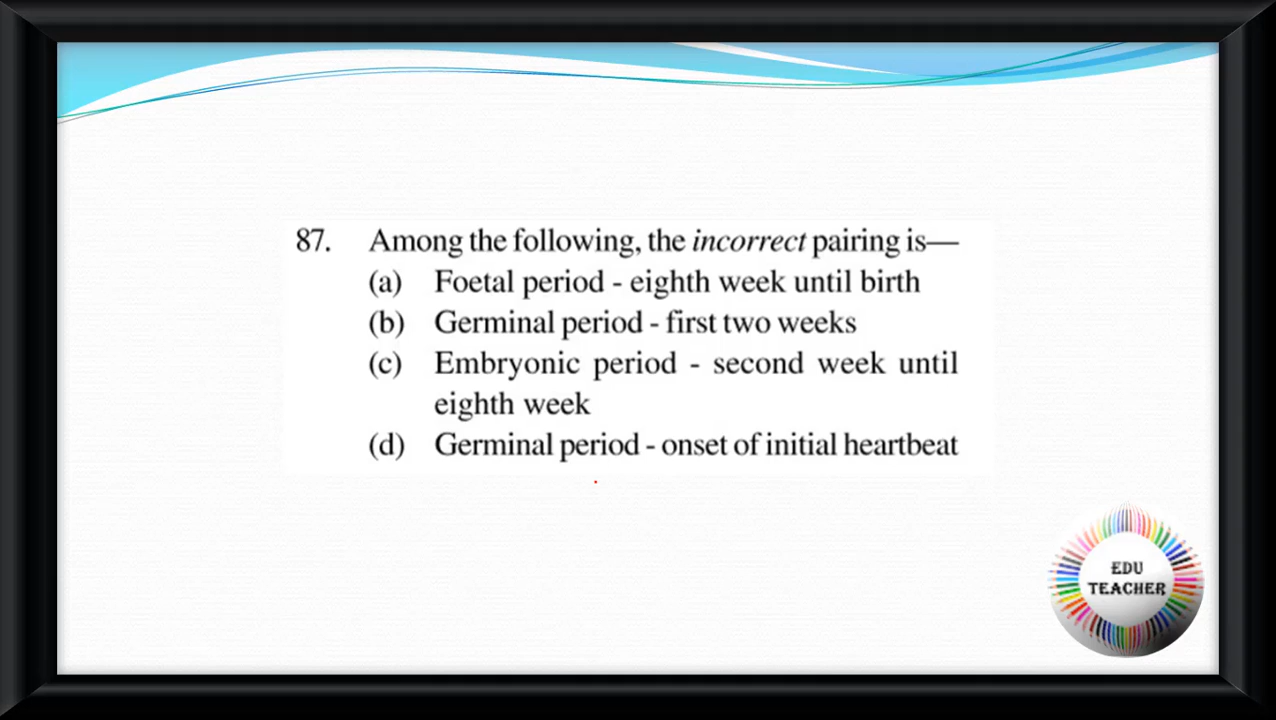 87. Among the following, the incorrect pairing is—
(a) Foetal period - eighth week until birth
(b) Germinal period - first two weeks
(c) Embryonic period - second week until
eighth week
(d) Germinal period - onset of initial heartbeat
EDU
TEACHER